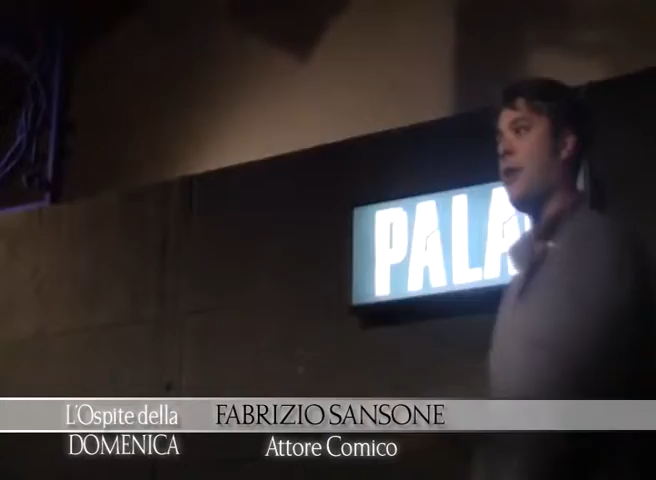 PALA
L'Ospite della
DOMENICA
FABRIZIO SANSONE
Attore Comico